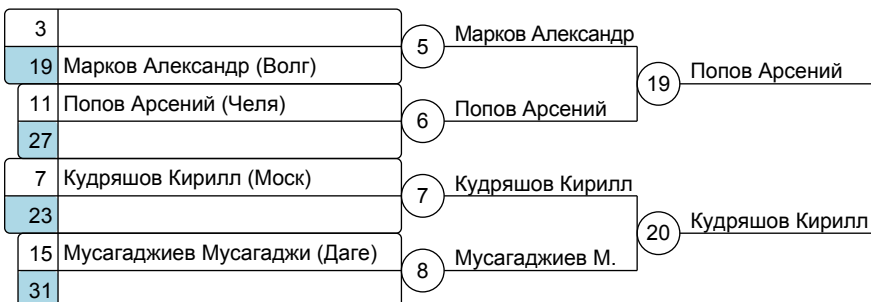 3
19 Марков Александр (Волг)
11 Попов Арсений (Челя)
27
7 Кудряшов Кирилл (Моск)
23
15 Мусагаджиев Мусагаджи (Даге)
31
5 Марков Александр
6 Попов Арсений
7 Кудряшов Кирилл
8 Мусагаджиев М.
19 Попов Арсений
20 Кудряшов Кирилл